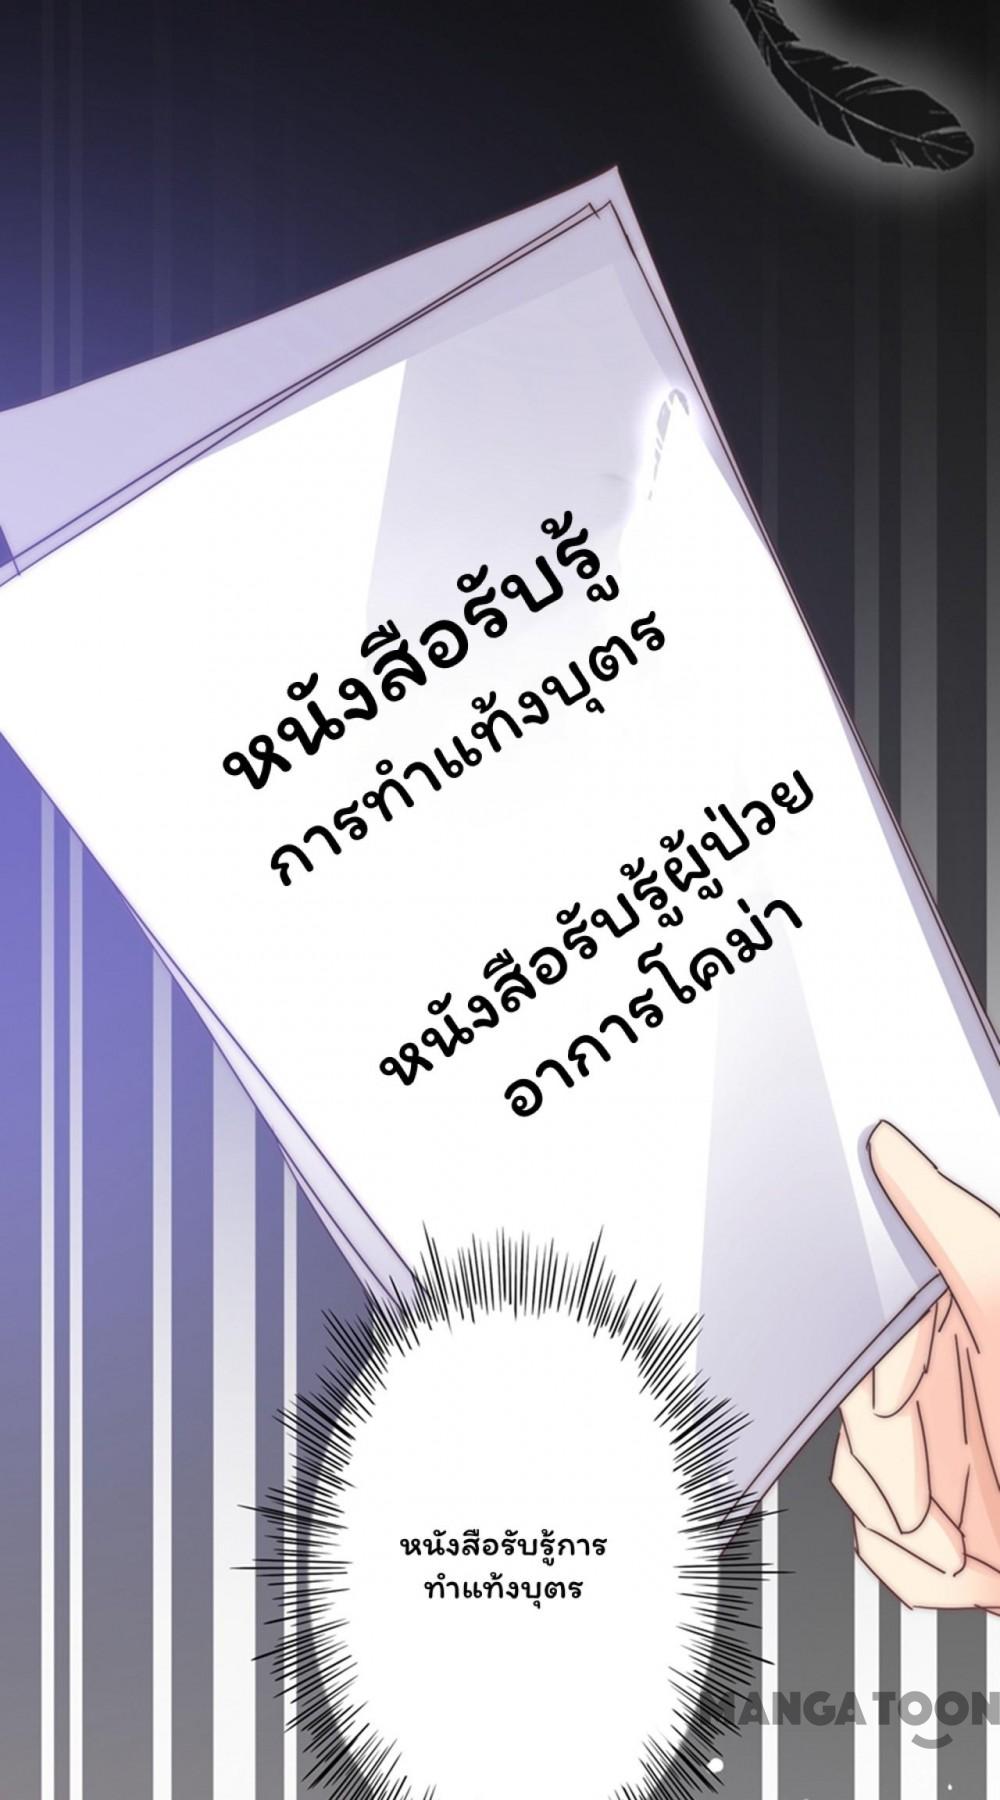 หนังสือรับรู้
การทำแท้งบุตร
หนังสือรับรู้ผู้ป่วย
อาการโคม่า
หนังสือรับรู้การ
ทำแท้งบุตร
MANGATOON